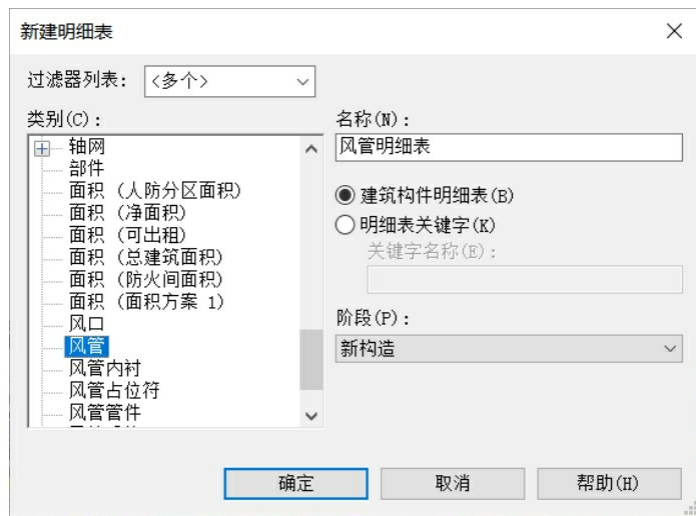 新建明细表
过滤器列表: <多个>
类别(C):
轴网
部件
面积 (人防分区面积)
面积 (净面积)
面积 (可出租)
面积 (总建筑面积)
面积 (防火间面积)
面积 (面积方案 1)
风口
风管
风管内衬
风管占位符
风管管件
名称(N):
风管明细表
建筑构件明细表(B)
明细表关键字(K)
关键字名称(E):
阶段(P):
新构造
确定 取消 帮助(H)